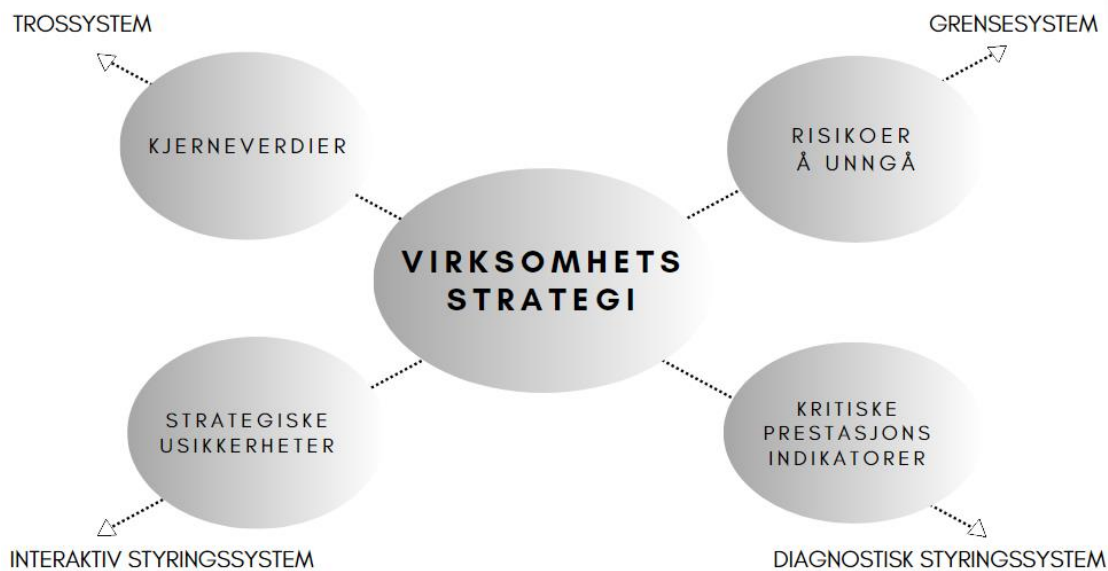 TROSSYSTEM
GRENSESYSTEM
KJERNEVERDIER
RISIKOER
Å UNNGÅ
VIRKSOMHETS
STRATEGI
STRATEGISKE
USIKKERHETER
KRITISKE
PRESTASJONS
INDIKATORER
INTERAKTIV STYRINGSSYSTEM
DIAGNOSTISK STYRINGSSYSTEM